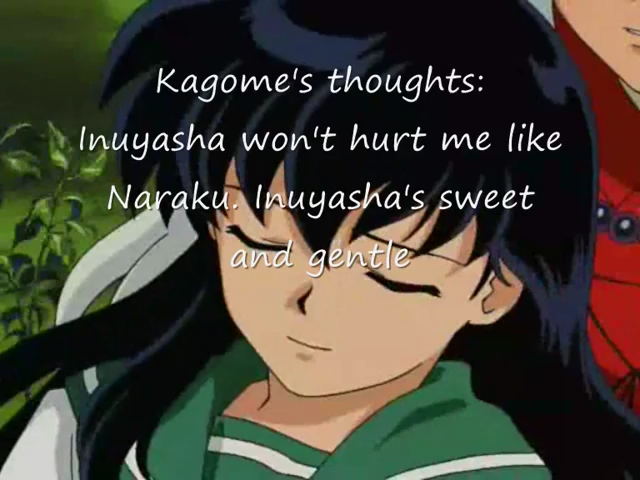 Kagome's thoughts:
Inuyasha won't hurt me like
Naraku. Inuyasha's sweet
and gentle